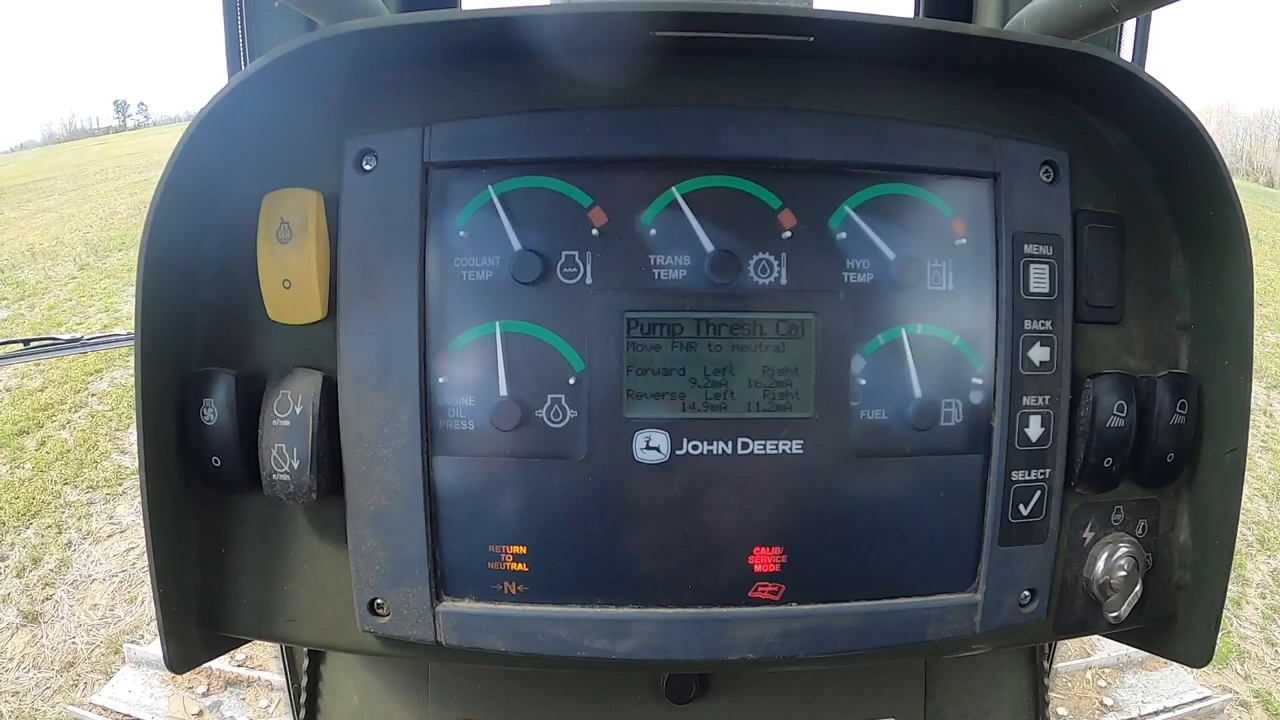 COOLANT
TEMP
TRANS
TEMP
HYD
TEMP
MENU
BACK
NEXT
SELECT
Pump Thresh. Cal
Move FNR to neutral
Forward Left Right
9.2mA 16.2mA
Reverse Left Right
14.9mA 11.2mA
ENGINE
OIL
PRESS
FUEL
JOHN DEERE
n/min
n/min
O
O
O
O
RETURN
TO
NEUTRAL
→N←
CALIB/
SERVICE
MODE